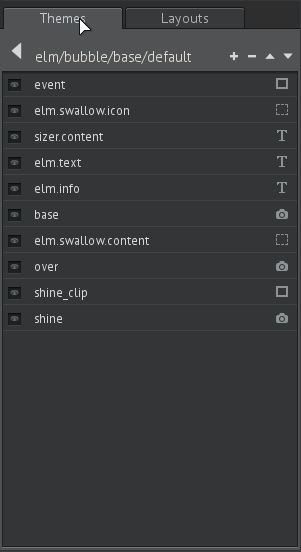 Themes Layouts
elm/bubble/base/default
event
elm.swallow.icon
sizer.content
elm.text
elm.info
base
elm.swallow.content
over
shine_clip
shine